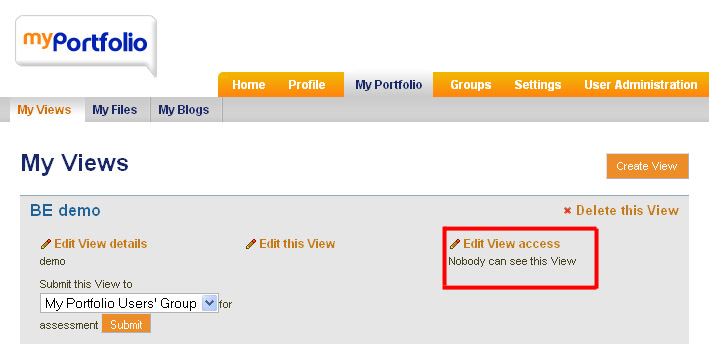 myPortfolio
Home Profile My Portfolio Groups Settings User Administration
My Views My Files My Blogs
My Views
Create View
BE demo
Delete this View
Edit View details Edit this View Edit View access
demo Nobody can see this View
Submit this View to
My Portfolio Users' Group for
assessment Submit